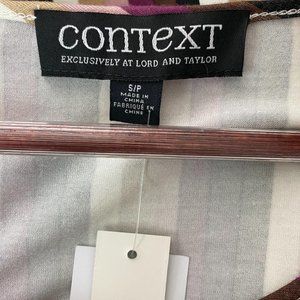 conteXT
EXCLUSIVELY AT LORD AND TAYLOR
S/P
MADE IN
CHINA
FABRIQUÉ EN
CHINE